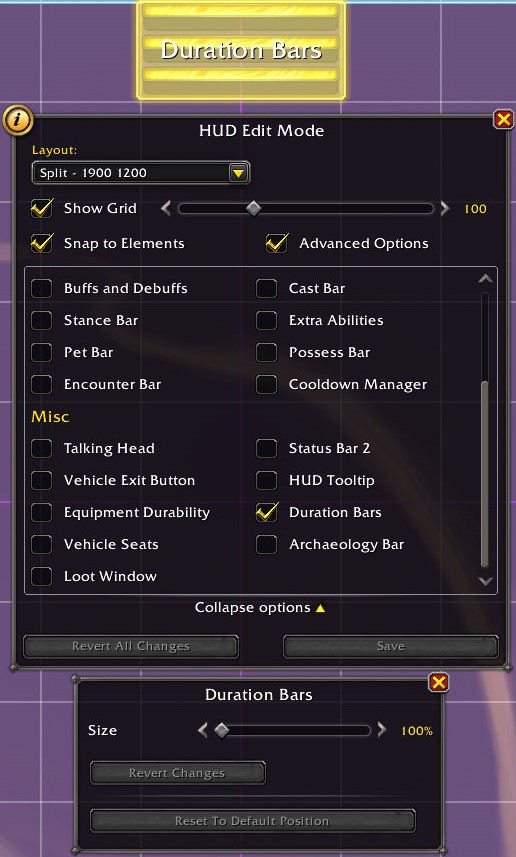 Duration Bars
HUD Edit Mode
Layout:
Split - 1900 1200
Show Grid 100
Snap to Elements Advanced Options
Buffs and Debuffs Cast Bar
Stance Bar Extra Abilities
Pet Bar Possess Bar
Encounter Bar Cooldown Manager
Misc
Talking Head Status Bar 2
Vehicle Exit Button HUD Tooltip
Equipment Durability Duration Bars
Vehicle Seats Archaeology Bar
Loot Window
Collapse options
Revert All Changes Save
Duration Bars
Size 100%
Revert Changes
Reset To Default Position